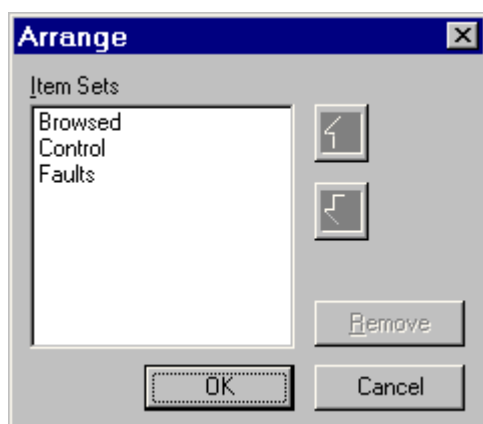 Arrange
Item Sets
Browsed
Control
Faults
Remove
OK
Cancel